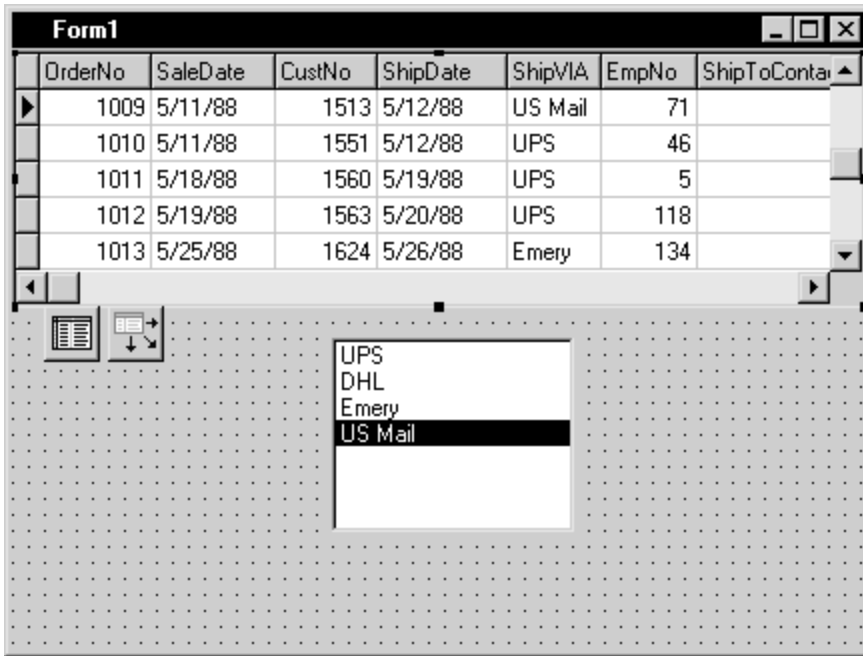 Form1
OrderNo SaleDate CustNo ShipDate ShipVIA EmpNo ShipToConta
1009 5/11/88 1513 5/12/88 US Mail 71
1010 5/11/88 1551 5/12/88 UPS 46
1011 5/18/88 1560 5/19/88 UPS 5
1012 5/19/88 1563 5/20/88 UPS 118
1013 5/25/88 1624 5/26/88 Emery 134
UPS
DHL
Emery
US Mail